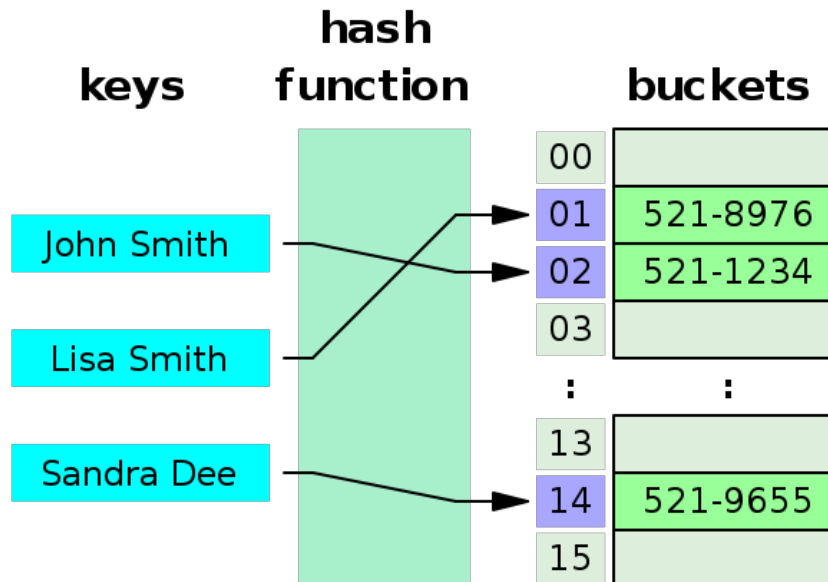 hash
keys
function
buckets
00
01
521-8976
John Smith
02
521-1234
03
Lisa Smith
:
:
13
Sandra Dee
14
521-9655
15